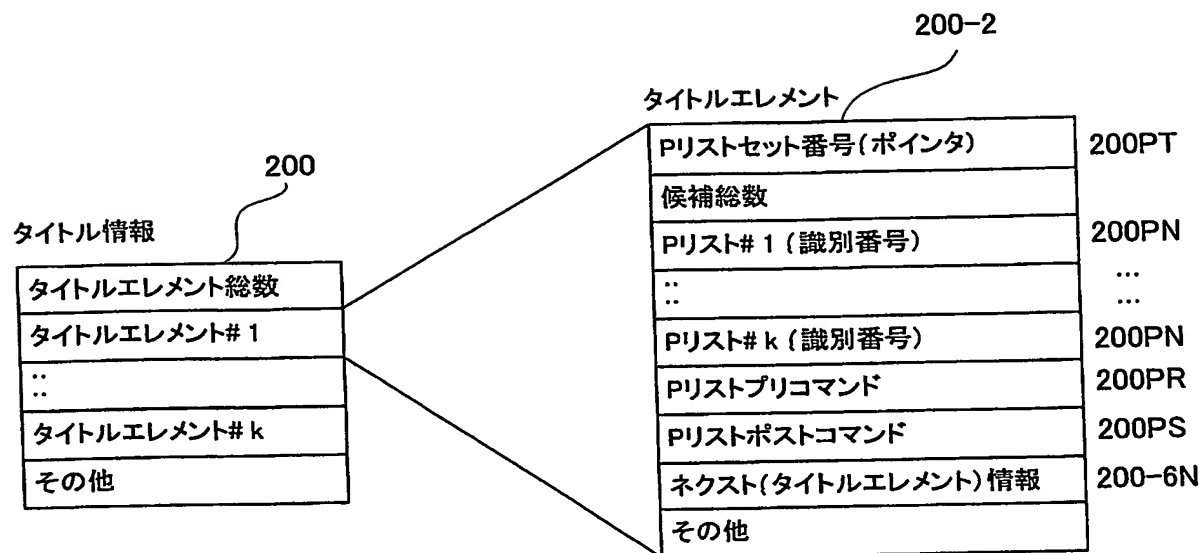 200-2
タイトルエレメント
Pリストセット番号(ポインタ) 200PT
候補総数
Pリスト#1(識別番号) 200PN
:: …
…
Pリスト#k(識別番号) 200PN
Pリストプリコマンド 200PR
Pリストポストコマンド 200PS
ネクスト(タイトルエレメント)情報 200-6N
その他
200
タイトル情報
タイトルエレメント総数
タイトルエレメント#1
::
タイトルエレメント#k
その他